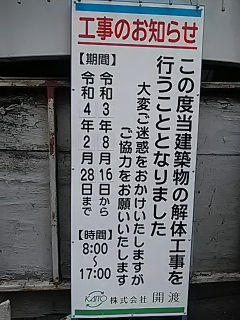 工事のお知らせ
この度当建築物の解体工事を
行うこととなりました
大変ご迷惑をおかけいたしますが
ご協力をお願いいたします
【期間】
令和3年8月16日から
令和4年2月28日まで
【時間】
8:00
～
17:00
KAITO 株式会社 開渡